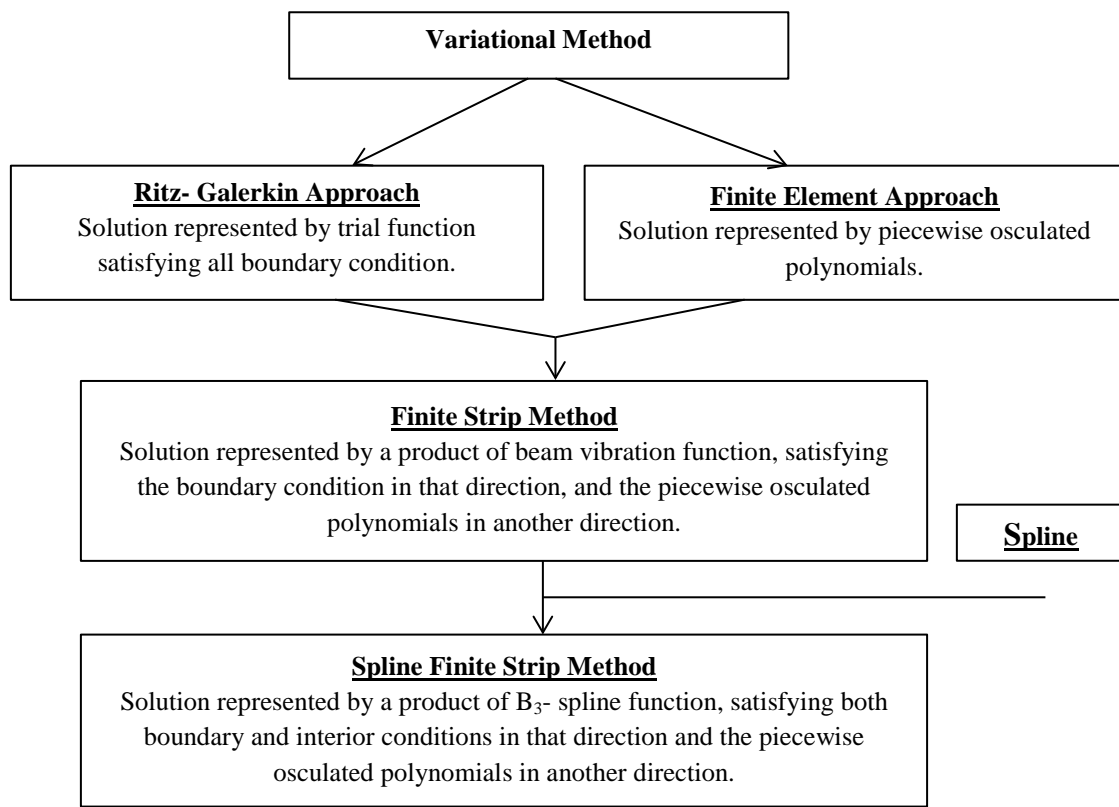 Variational Method
Ritz- Galerkin Approach
Solution represented by trial function
satisfying all boundary condition.
Finite Element Approach
Solution represented by piecewise osculated
polynomials.
Finite Strip Method
Solution represented by a product of beam vibration function, satisfying
the boundary condition in that direction, and the piecewise osculated
polynomials in another direction.
Spline
Spline Finite Strip Method
Solution represented by a product of B₃- spline function, satisfying both
boundary and interior conditions in that direction and the piecewise
osculated polynomials in another direction.